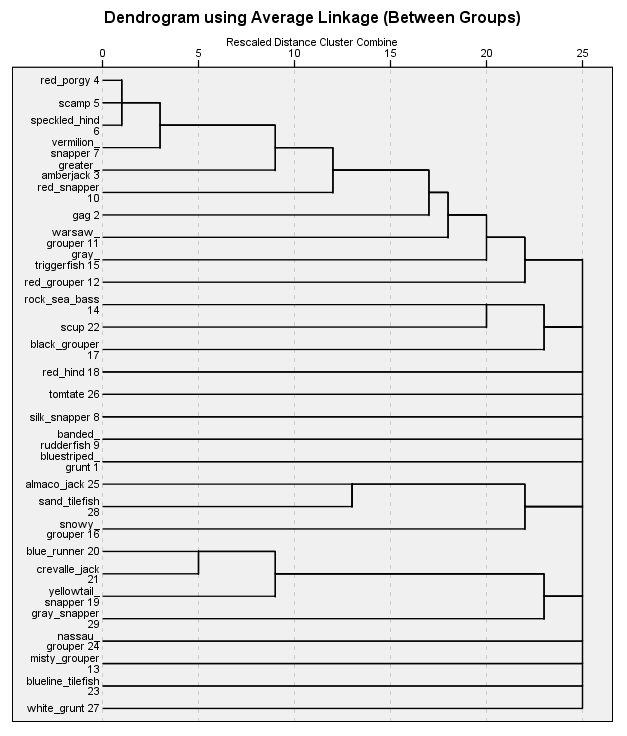 Dendrogram using Average Linkage (Between Groups)
Rescaled Distance Cluster Combine
0 5 10 15 20 25
red_porgy 4
scamp 5
speckled_hind
6
vermilion_
snapper 7
greater_
amberjack 3
red_snapper
10
gag 2
warsaw_
grouper 11
gray_
triggerfish 15
red_grouper 12
rock_sea_bass
14
scup 22
black_grouper
17
red_hind 18
tomtate 26
silk_snapper 8
banded_
rudderfish 9
bluestriped_
grunt 1
almaco_jack 25
sand_tilefish
28
snowy_
grouper 16
blue_runner 20
crevalle_jack
21
yellowtail_
snapper 19
gray_snapper
29
nassau_
grouper 24
misty_grouper
13
blueline_tilefish
23
white_grunt 27